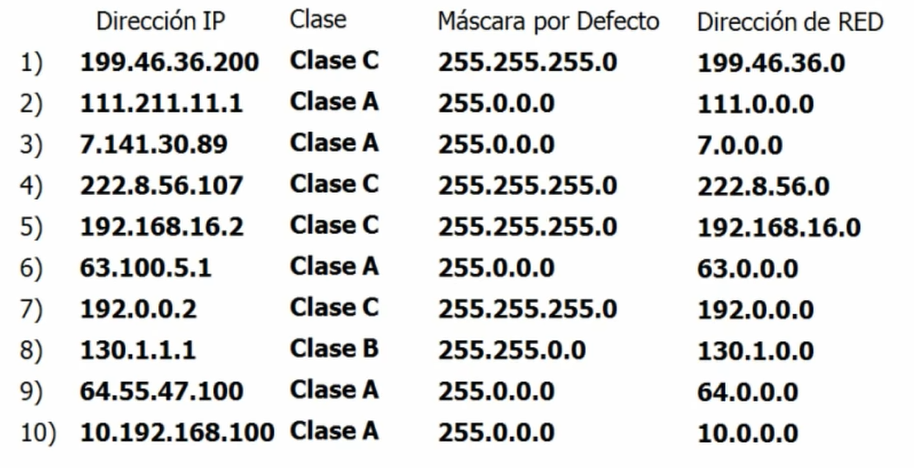 Dirección IP Clase Máscara por Defecto Dirección de RED
1) 199.46.36.200 Clase C 255.255.255.0 199.46.36.0
2) 111.211.11.1 Clase A 255.0.0.0 111.0.0.0
3) 7.141.30.89 Clase A 255.0.0.0 7.0.0.0
4) 222.8.56.107 Clase C 255.255.255.0 222.8.56.0
5) 192.168.16.2 Clase C 255.255.255.0 192.168.16.0
6) 63.100.5.1 Clase A 255.0.0.0 63.0.0.0
7) 192.0.0.2 Clase C 255.255.255.0 192.0.0.0
8) 130.1.1.1 Clase B 255.255.0.0 130.1.0.0
9) 64.55.47.100 Clase A 255.0.0.0 64.0.0.0
10) 10.192.168.100 Clase A 255.0.0.0 10.0.0.0